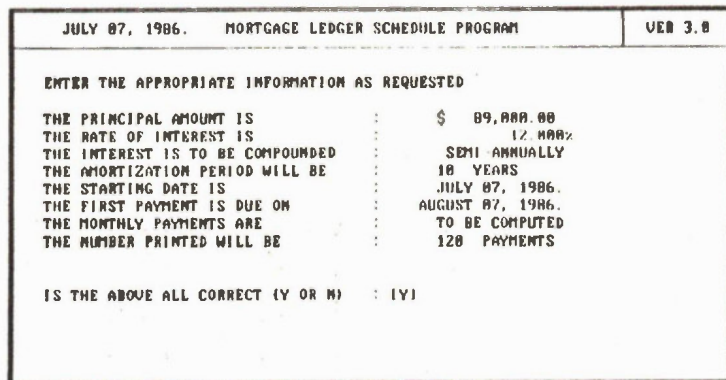 JULY 07, 1986. MORTGAGE LEDGER SCHEDULE PROGRAM VER 3.0
ENTER THE APPROPRIATE INFORMATION AS REQUESTED
THE PRINCIPAL AMOUNT IS : $ 89,000.00
THE RATE OF INTEREST IS : 12.000%
THE INTEREST IS TO BE COMPOUNDED : SEMI-ANNUALLY
THE AMORTIZATION PERIOD WILL BE : 10 YEARS
THE STARTING DATE IS : JULY 07, 1986.
THE FIRST PAYMENT IS DUE ON : AUGUST 07, 1986.
THE MONTHLY PAYMENTS ARE : TO BE COMPUTED
THE NUMBER PRINTED WILL BE : 120 PAYMENTS
IS THE ABOVE ALL CORRECT (Y OR N) : [Y]